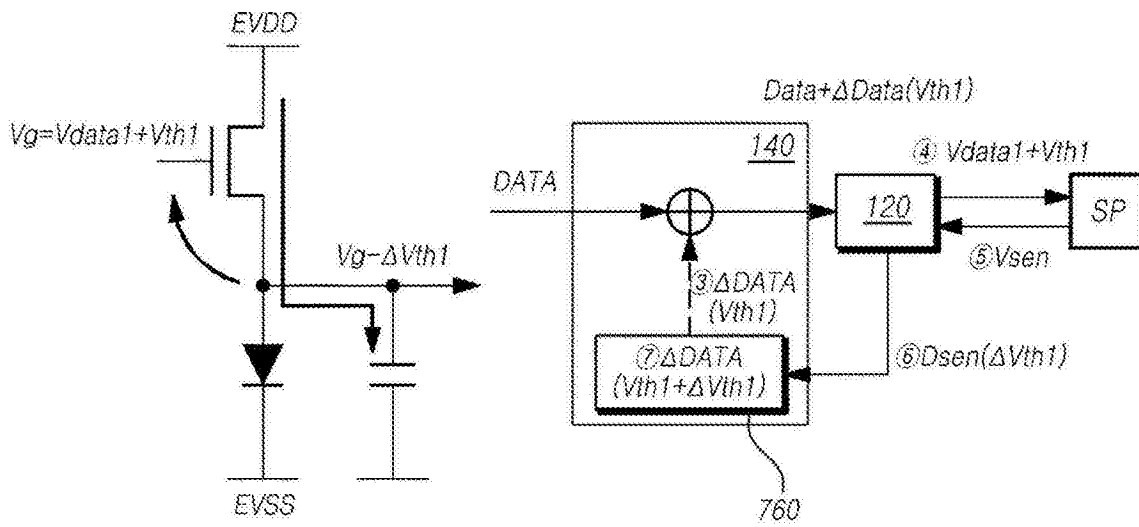 EVDD
Vg=Vdata1+Vth1
Vg-ΔVth1
EVSS
Data+ΔData(Vth1)
140
DATA
④ Vdata1+Vth1
120
SP
⑤Vsen
③ΔDATA
(Vth1)
⑦ΔDATA
(Vth1+ΔVth1)
⑥Dsen(ΔVth1)
760